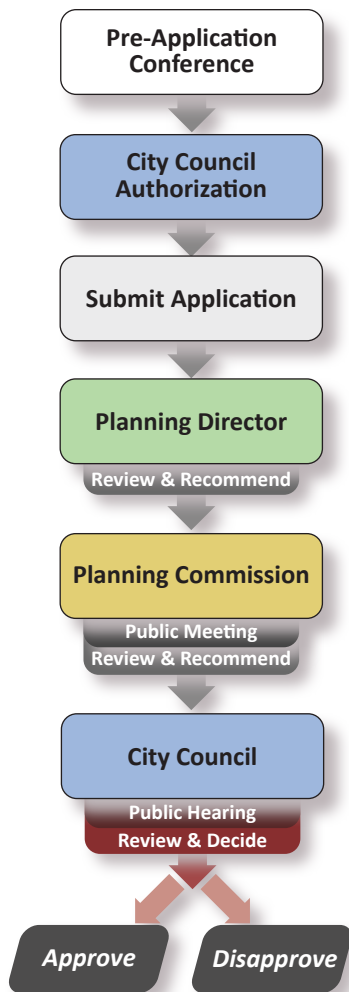 Pre-Application
Conference
City Council
Authorization
Submit Application
Planning Director
Review & Recommend
Planning Commission
Public Meeting
Review & Recommend
City Council
Public Hearing
Review & Decide
Approve
Disapprove